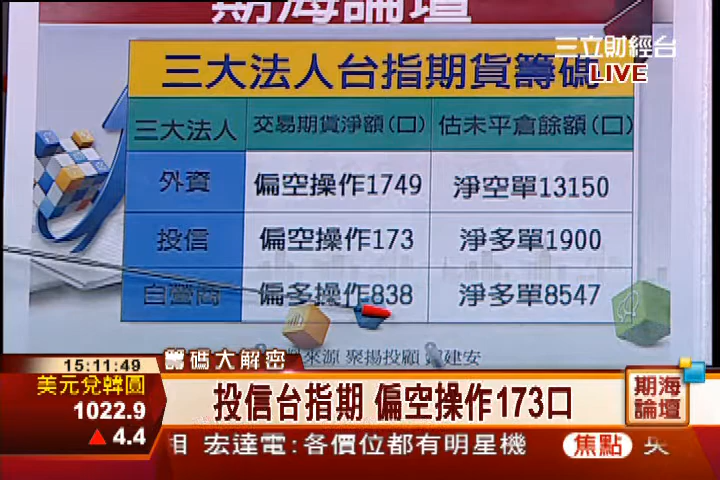 期海論壇
三立財經台
LIVE
三大法人台指期貨籌碼
三大法人 交易期貨淨額(口) 估未平倉餘額(口)
外資 偏空操作1749 淨空單13150
投信 偏空操作173 淨多單1900
自營商 偏多操作838 淨多單8547
來源 聚揚投顧 建安
15:11:49
籌碼大解密
美元兌韓圜
1022.9
▲4.4
投信台指期 偏空操作173口
期海
論壇
宏達電:各價位都有明星機
焦點